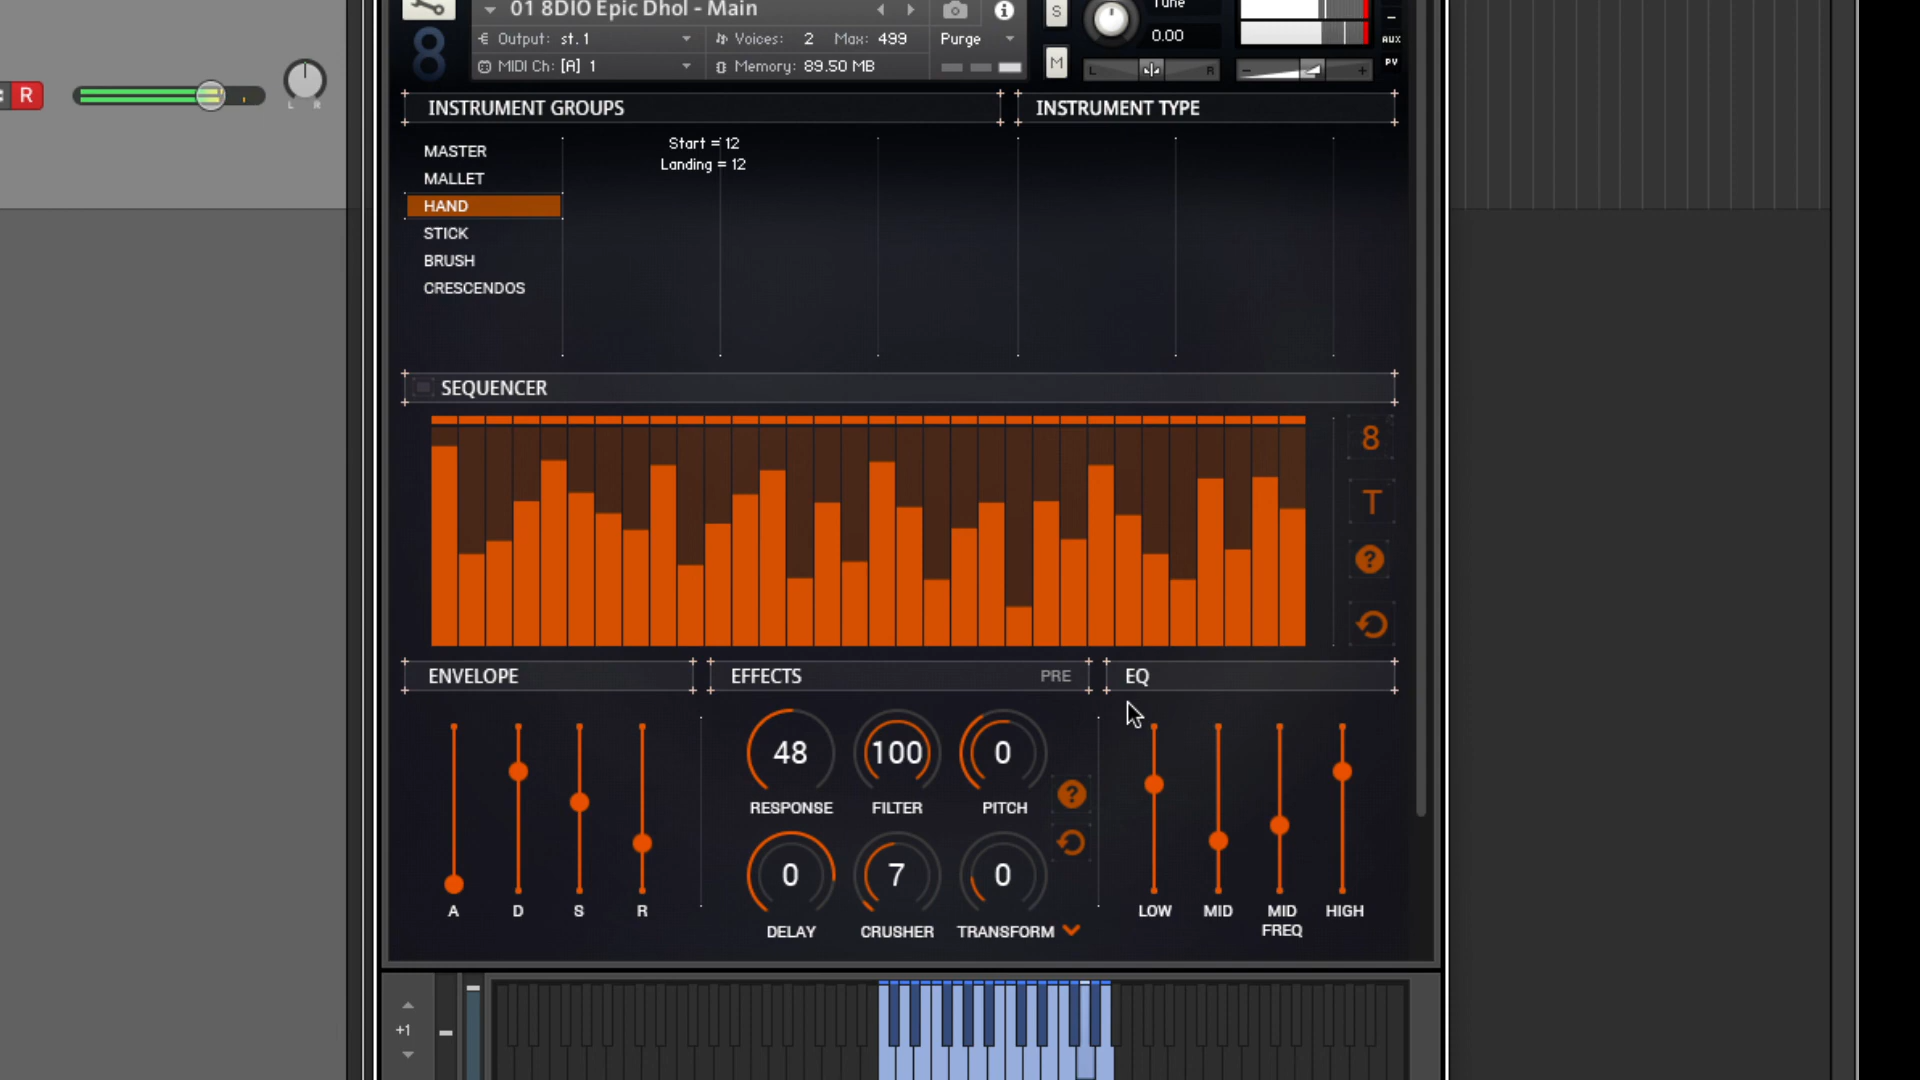 01 8DIO Epic Dhol - Main
S
Tune
0.00
Output: st.1
Voices: 2 Max: 499
Purge
AUX
MIDI Ch: [A] 1
Memory: 89.50 MB
M
L R
- +
PV
8
R
L R
INSTRUMENT GROUPS
INSTRUMENT TYPE
MASTER
MALLET
HAND
STICK
BRUSH
CRESCENDOS
Start = 12
Landing = 12
SEQUENCER
8
T
?
ENVELOPE
EFFECTS
PRE
EQ
48
100
0
RESPONSE
FILTER
PITCH
?
0
7
0
DELAY
CRUSHER
TRANSFORM
A
D
S
R
LOW
MID
MID
FREQ
HIGH
+1